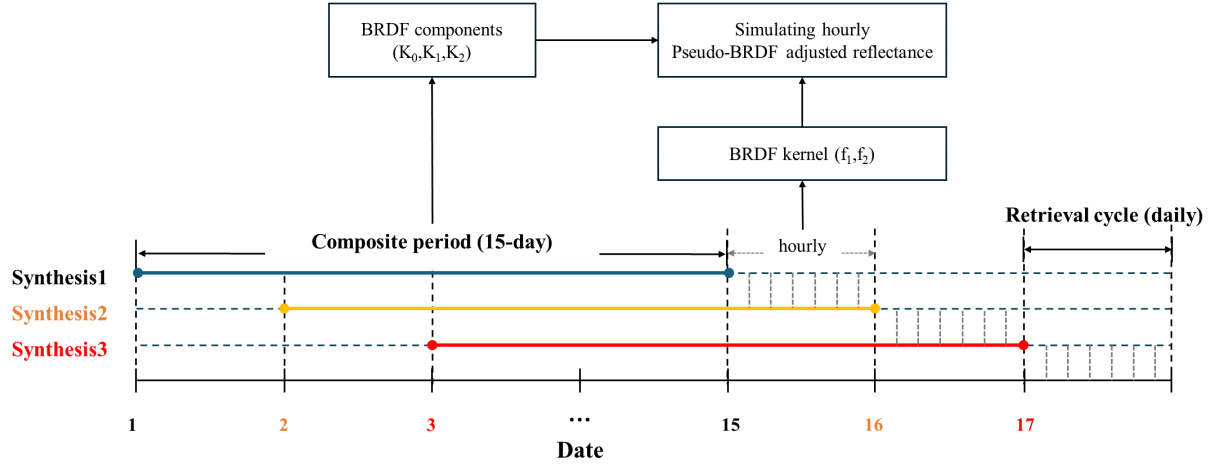 BRDF components
(K₀,K₁,K₂)
Simulating hourly
Pseudo-BRDF adjusted reflectance
BRDF kernel (f₁,f₂)
Retrieval cycle (daily)
Composite period (15-day)
hourly
Synthesis1
Synthesis2
Synthesis3
1 2 3 ... 15 16 17
Date